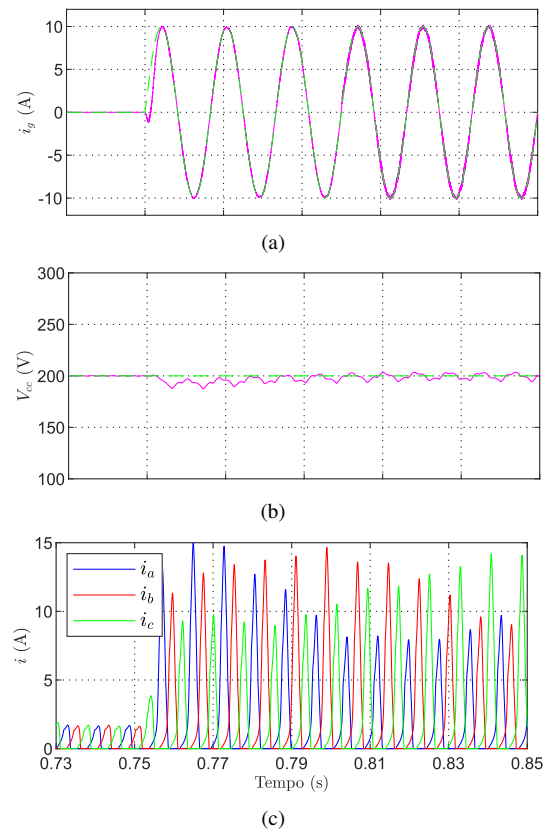 10
5
0
-5
-10
i_g (A)
(a)
300
250
200
150
100
V_cc (V)
(b)
15
10
5
0
i (A)
i_a
i_b
i_c
0.73 0.75 0.77 0.79 0.81 0.83 0.85
Tempo (s)
(c)